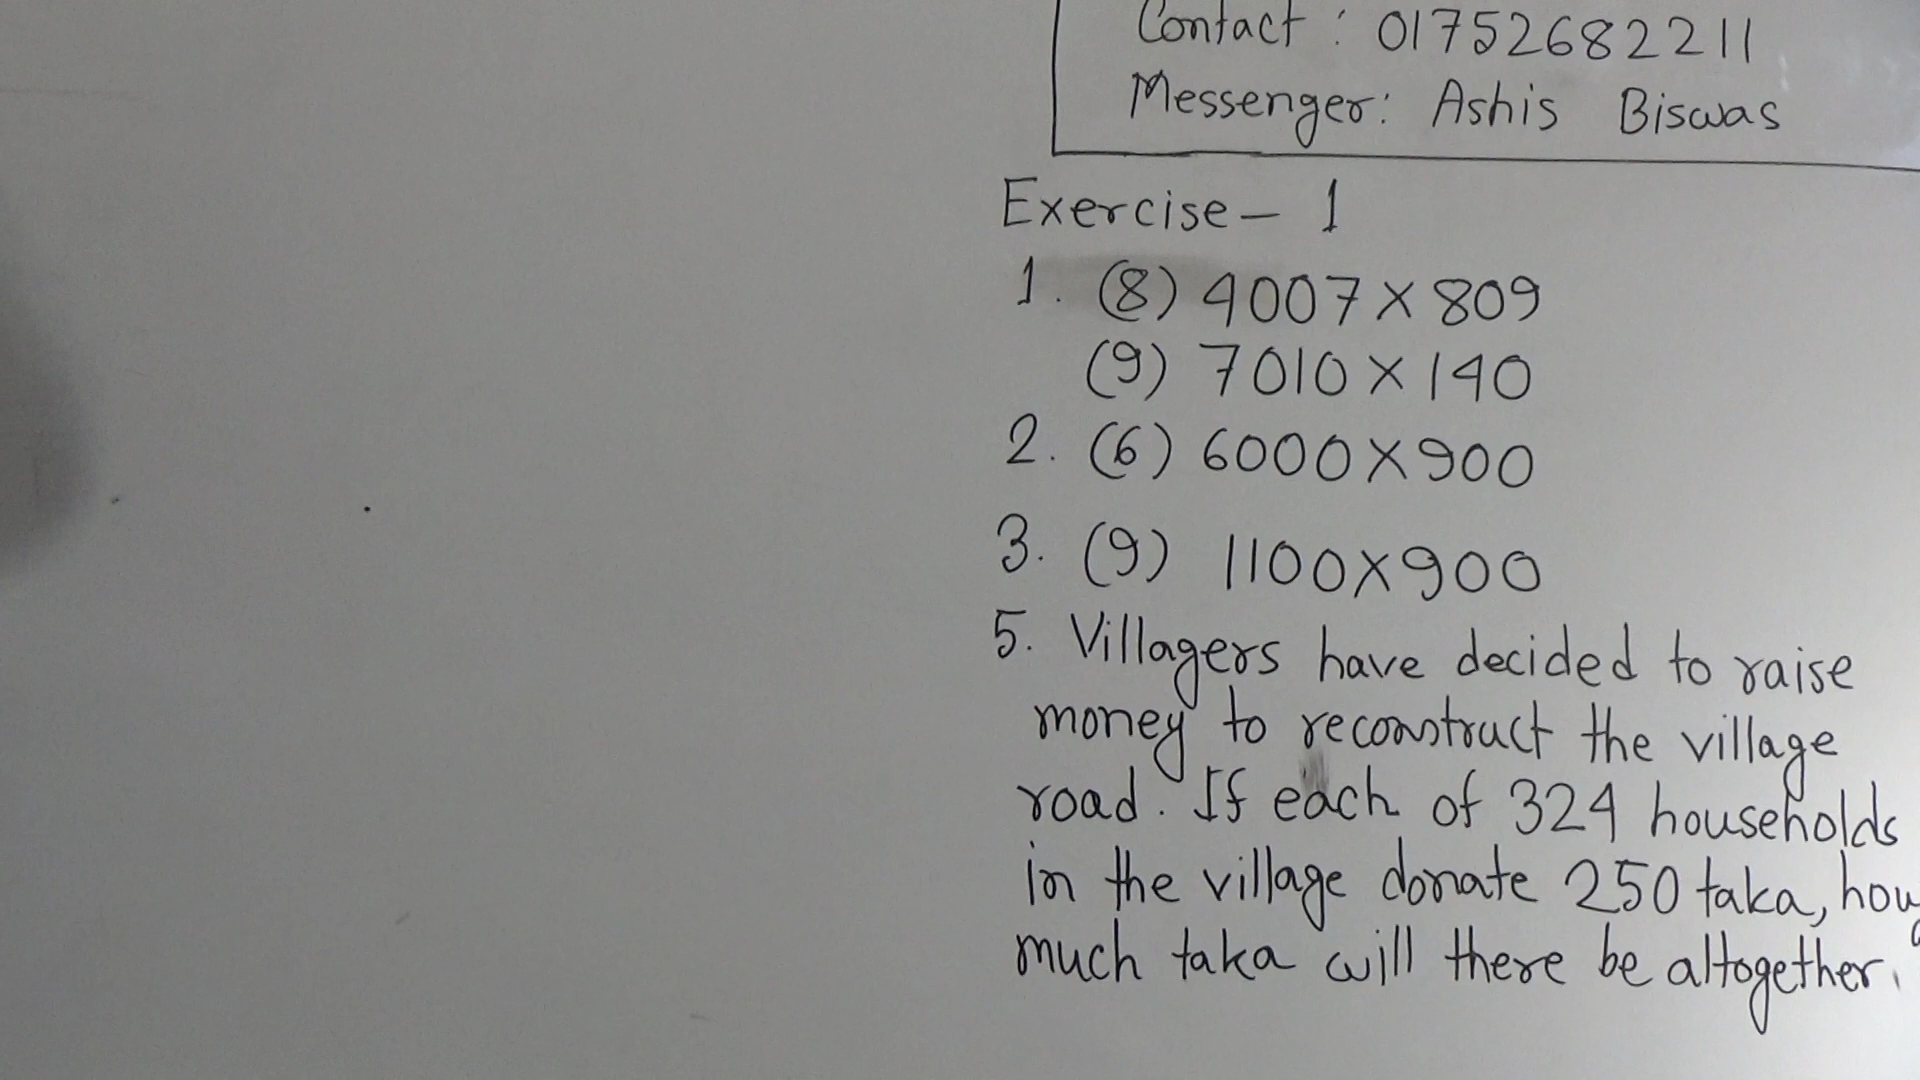 Contact : 01752682211
Messenger: Ashis Biswas
Exercise – 1
1. (8) 4007 × 809
(9) 7010 × 140
2. (6) 6000 × 900
3. (9) 1100 × 900
5. Villagers have decided to raise
money to reconstruct the village
road. If each of 324 households
in the village donate 250 taka, how
much taka will there be altogether.